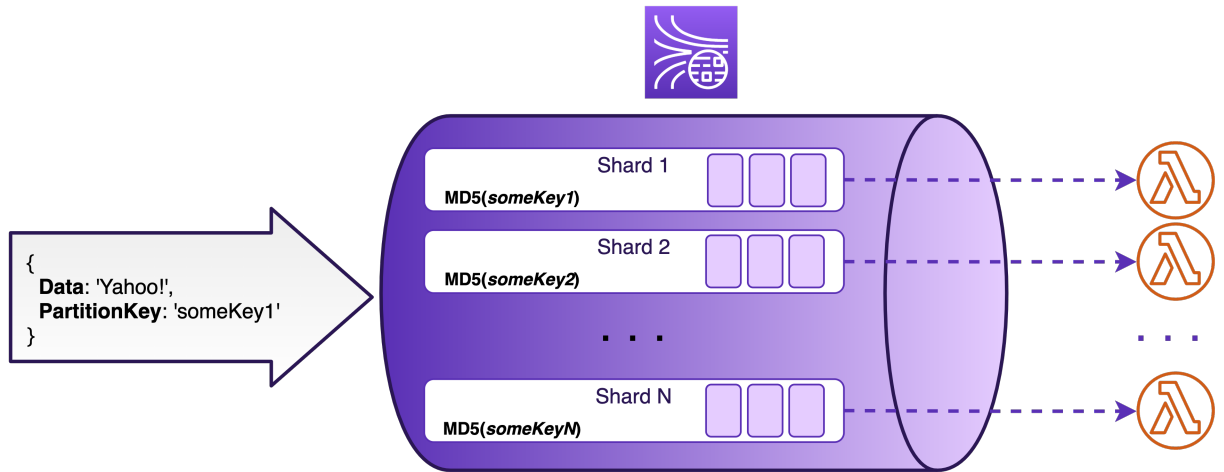 {
Data: 'Yahoo!',
PartitionKey: 'someKey1'
}
Shard 1
MD5(someKey1)
Shard 2
MD5(someKey2)
. . .
Shard N
MD5(someKeyN)
. . .